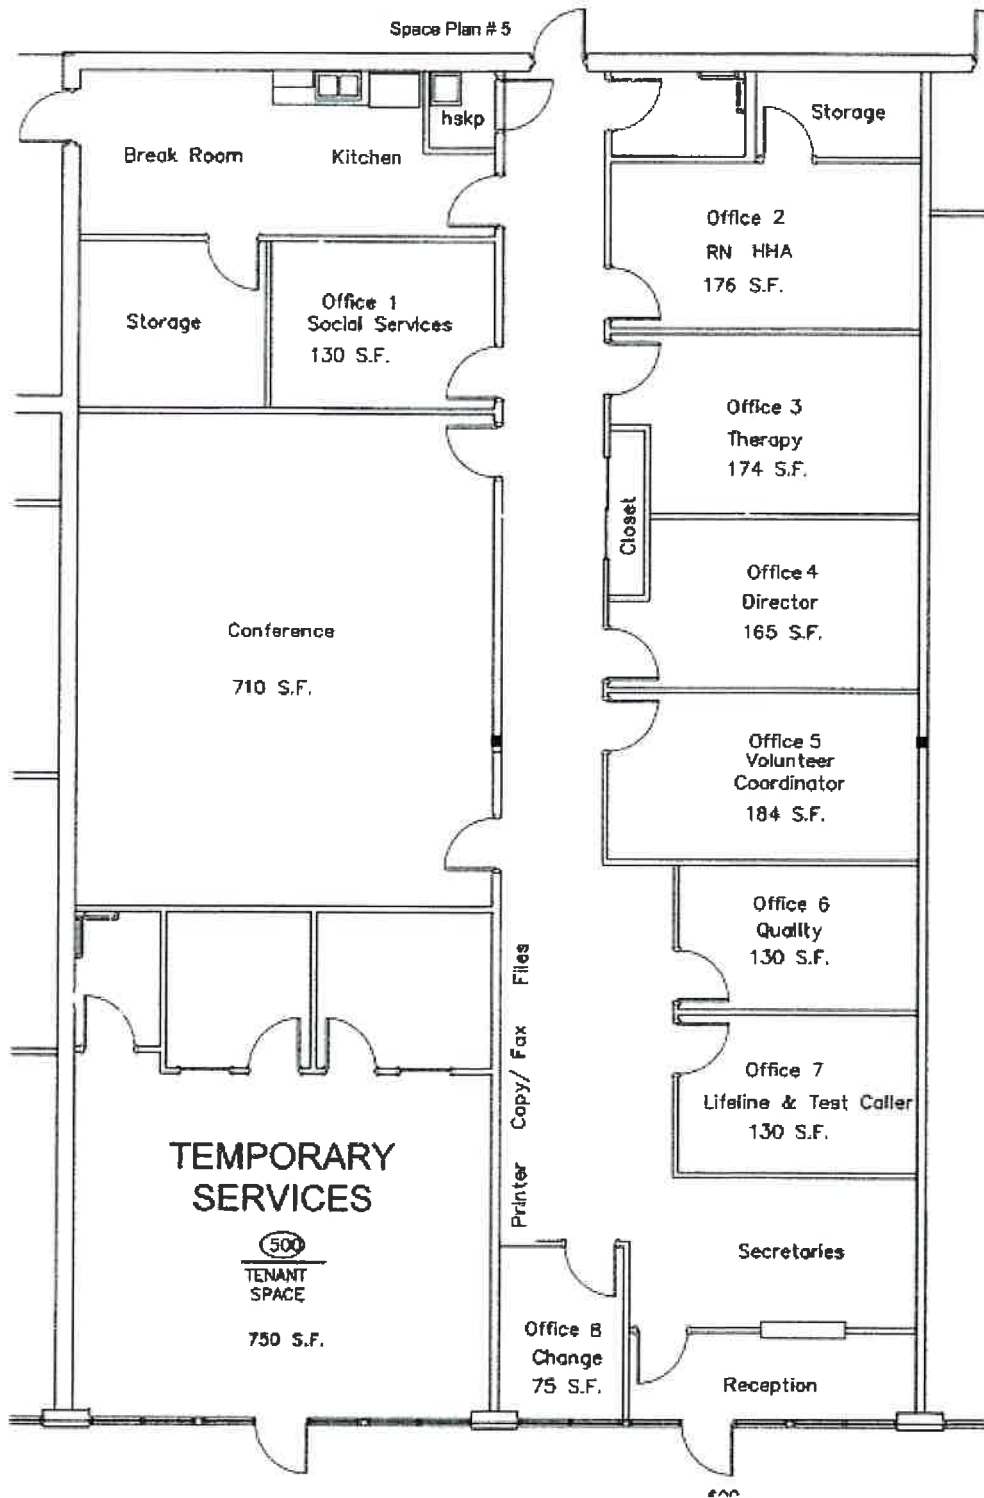 Space Plan # 5
hskp
Storage
Break Room
Kitchen
Office 2
RN HHA
176 S.F.
Storage
Office 1
Social Services
130 S.F.
Office 3
Therapy
174 S.F.
Closet
Office 4
Director
165 S.F.
Conference
710 S.F.
Office 5
Volunteer
Coordinator
184 S.F.
Office 6
Quality
130 S.F.
Printer Copy/ Fax Files
Office 7
Lifeline & Test Caller
130 S.F.
TEMPORARY
SERVICES
500
TENANT
SPACE
750 S.F.
Secretaries
Office 8
Change
75 S.F.
Reception